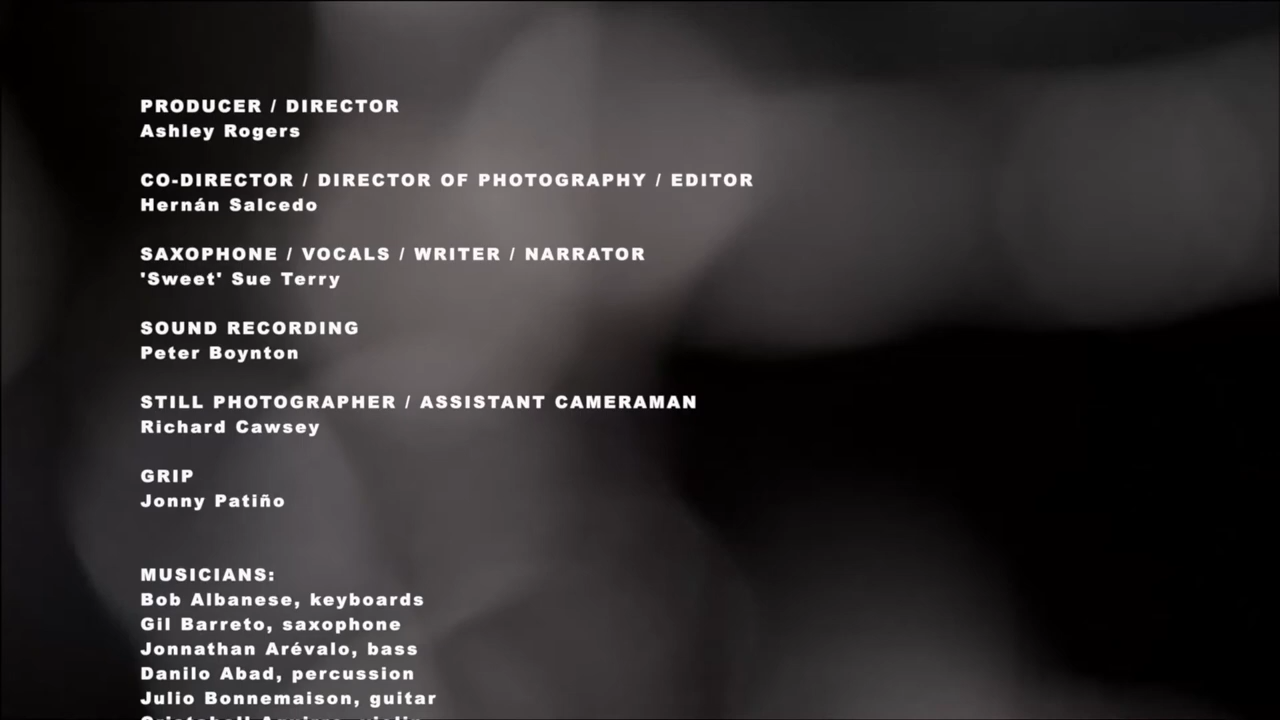 PRODUCER / DIRECTOR
Ashley Rogers
CO-DIRECTOR / DIRECTOR OF PHOTOGRAPHY / EDITOR
Hernán Salcedo
SAXOPHONE / VOCALS / WRITER / NARRATOR
'Sweet' Sue Terry
SOUND RECORDING
Peter Boynton
STILL PHOTOGRAPHER / ASSISTANT CAMERAMAN
Richard Cawsey
GRIP
Jonny Patiño
MUSICIANS:
Bob Albanese, keyboards
Gil Barreto, saxophone
Jonnathan Arévalo, bass
Danilo Abad, percussion
Julio Bonnemaison, guitar